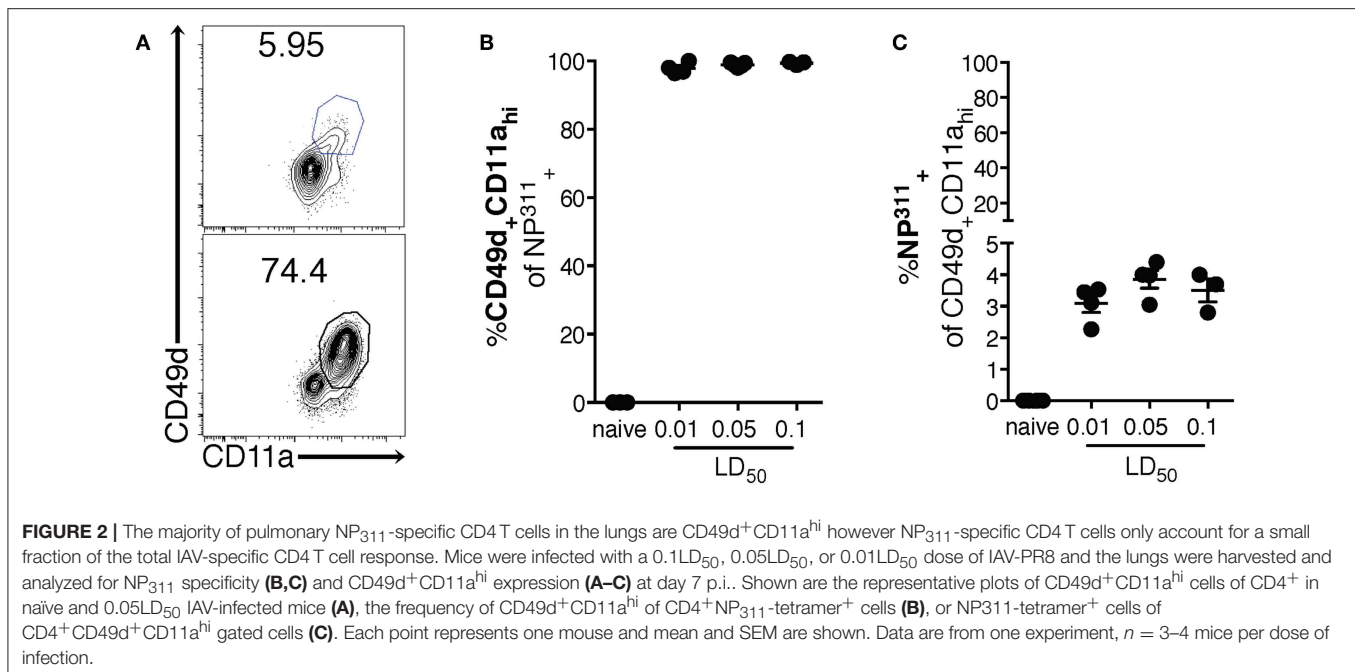 A
5.95
74.4
CD49d
CD11a
B
%CD49d+CD11a_hi
of NP311+
100
80
60
40
20
0
naive 0.01 0.05 0.1
LD50
C
%NP311+
of CD49d+CD11a_hi
100
80
60
40
20
5
4
3
2
1
0
naive 0.01 0.05 0.1
LD50
FIGURE 2 | The majority of pulmonary NP311-specific CD4 T cells in the lungs are CD49d+CD11ahi however NP311-specific CD4 T cells only account for a small
fraction of the total IAV-specific CD4 T cell response. Mice were infected with a 0.1LD50, 0.05LD50, or 0.01LD50 dose of IAV-PR8 and the lungs were harvested and
analyzed for NP311 specificity (B,C) and CD49d+CD11ahi expression (A–C) at day 7 p.i.. Shown are the representative plots of CD49d+CD11ahi cells of CD4+ in
naïve and 0.05LD50 IAV-infected mice (A), the frequency of CD49d+CD11ahi of CD4+NP311-tetramer+ cells (B), or NP311-tetramer+ cells of
CD4+CD49d+CD11ahi gated cells (C). Each point represents one mouse and mean and SEM are shown. Data are from one experiment, n = 3–4 mice per dose of
infection.